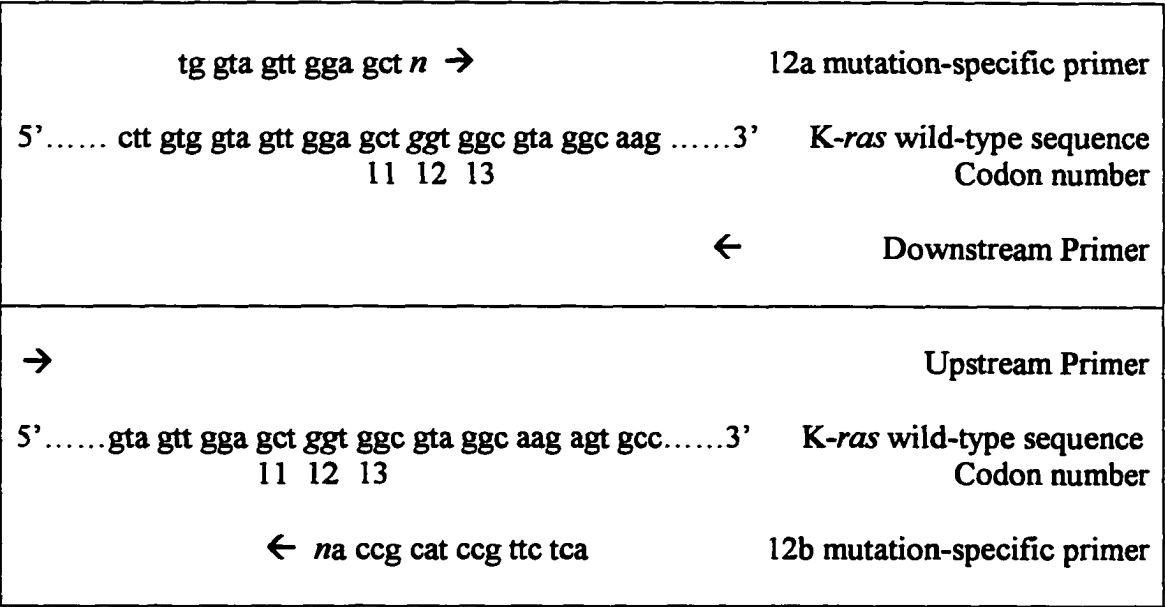 tg gta gtt gga gct n → 12a mutation-specific primer
5’...... ctt gtg gta gtt gga gct ggt ggc gta ggc aag ......3’ K-ras wild-type sequence
11 12 13 Codon number
← Downstream Primer
→ Upstream Primer
5’......gta gtt gga gct ggt ggc gta ggc aag agt gcc......3’ K-ras wild-type sequence
11 12 13 Codon number
← na ccg cat ccg ttc tca 12b mutation-specific primer